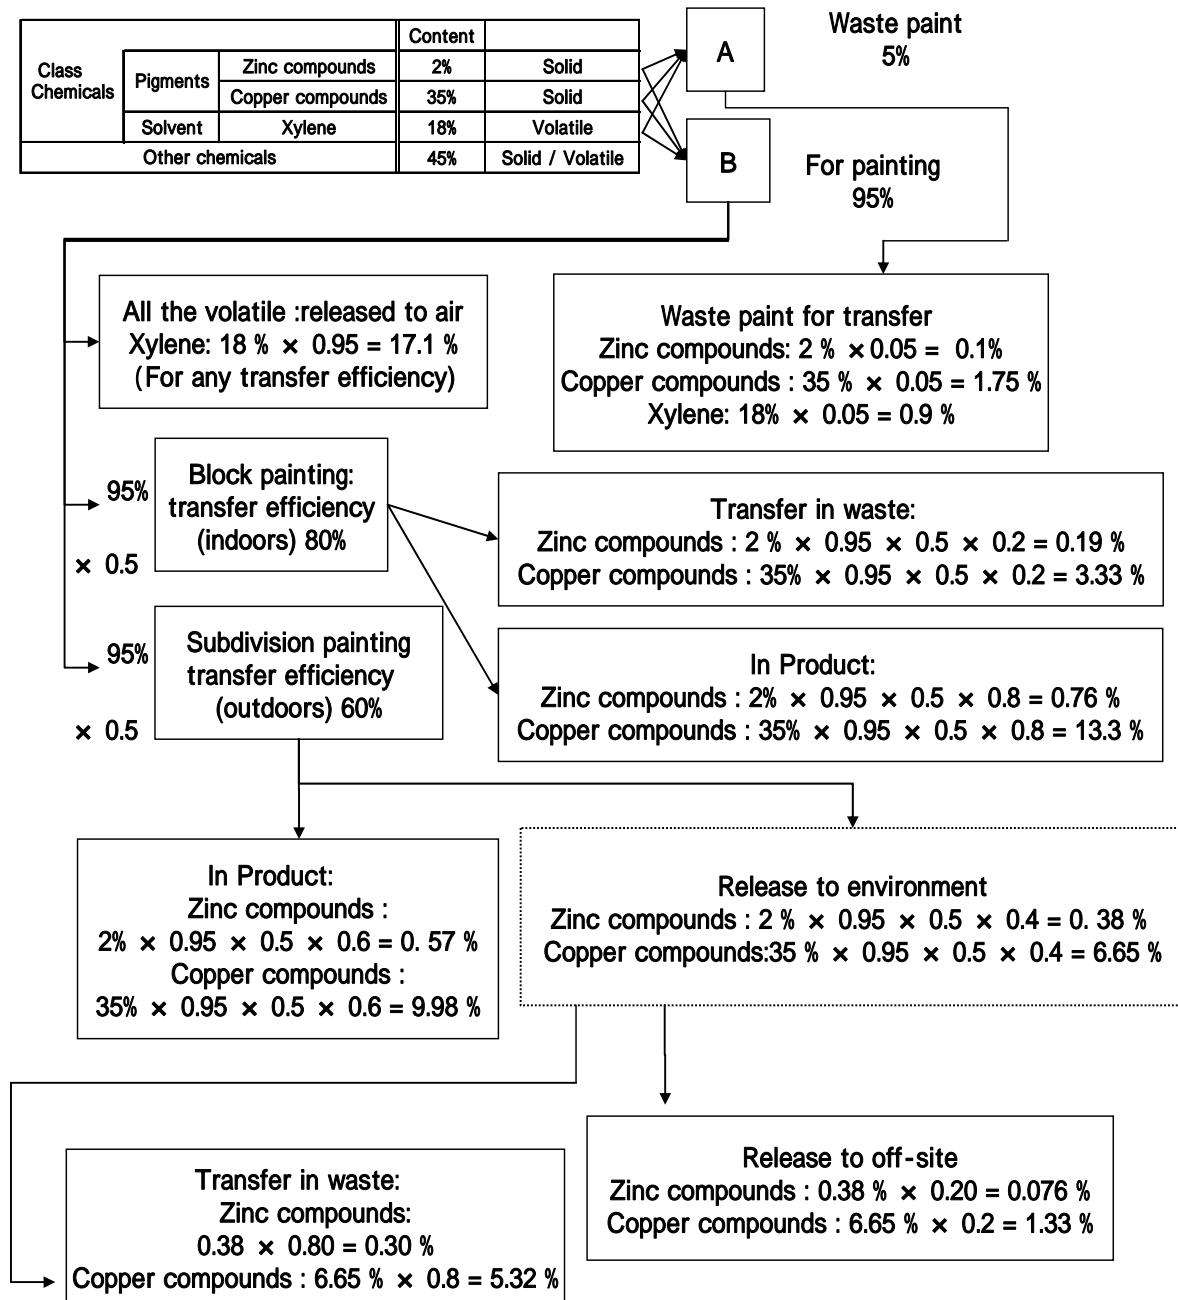 Content
Class Chemicals
Pigments
Zinc compounds 2% Solid
Copper compounds 35% Solid
Solvent Xylene 18% Volatile
Other chemicals 45% Solid / Volatile
A
Waste paint
5%
B
For painting
95%
All the volatile :released to air
Xylene: 18 % × 0.95 = 17.1 %
(For any transfer efficiency)
Waste paint for transfer
Zinc compounds: 2 % ×0.05 = 0.1%
Copper compounds : 35 % × 0.05 = 1.75 %
Xylene: 18% × 0.05 = 0.9 %
95%
× 0.5
Block painting:
transfer efficiency
(indoors) 80%
Transfer in waste:
Zinc compounds : 2 % × 0.95 × 0.5 × 0.2 = 0.19 %
Copper compounds : 35% × 0.95 × 0.5 × 0.2 = 3.33 %
95%
× 0.5
Subdivision painting
transfer efficiency
(outdoors) 60%
In Product:
Zinc compounds : 2% × 0.95 × 0.5 × 0.8 = 0.76 %
Copper compounds : 35% × 0.95 × 0.5 × 0.8 = 13.3 %
In Product:
Zinc compounds :
2% × 0.95 × 0.5 × 0.6 = 0. 57 %
Copper compounds :
35% × 0.95 × 0.5 × 0.6 = 9.98 %
Release to environment
Zinc compounds : 2 % × 0.95 × 0.5 × 0.4 = 0. 38 %
Copper compounds:35 % × 0.95 × 0.5 × 0.4 = 6.65 %
Transfer in waste:
Zinc compounds:
0.38 × 0.80 = 0.30 %
Copper compounds : 6.65 % × 0.8 = 5.32 %
Release to off-site
Zinc compounds : 0.38 % × 0.20 = 0.076 %
Copper compounds : 6.65 % × 0.2 = 1.33 %